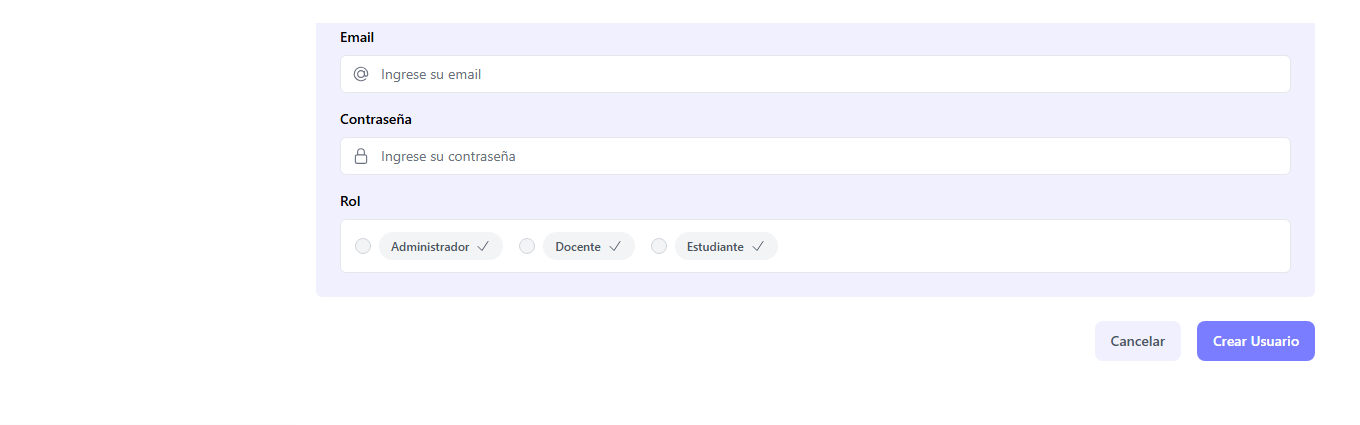 Email
Ingrese su email
Contraseña
Ingrese su contraseña
Rol
Administrador Docente Estudiante
Cancelar Crear Usuario